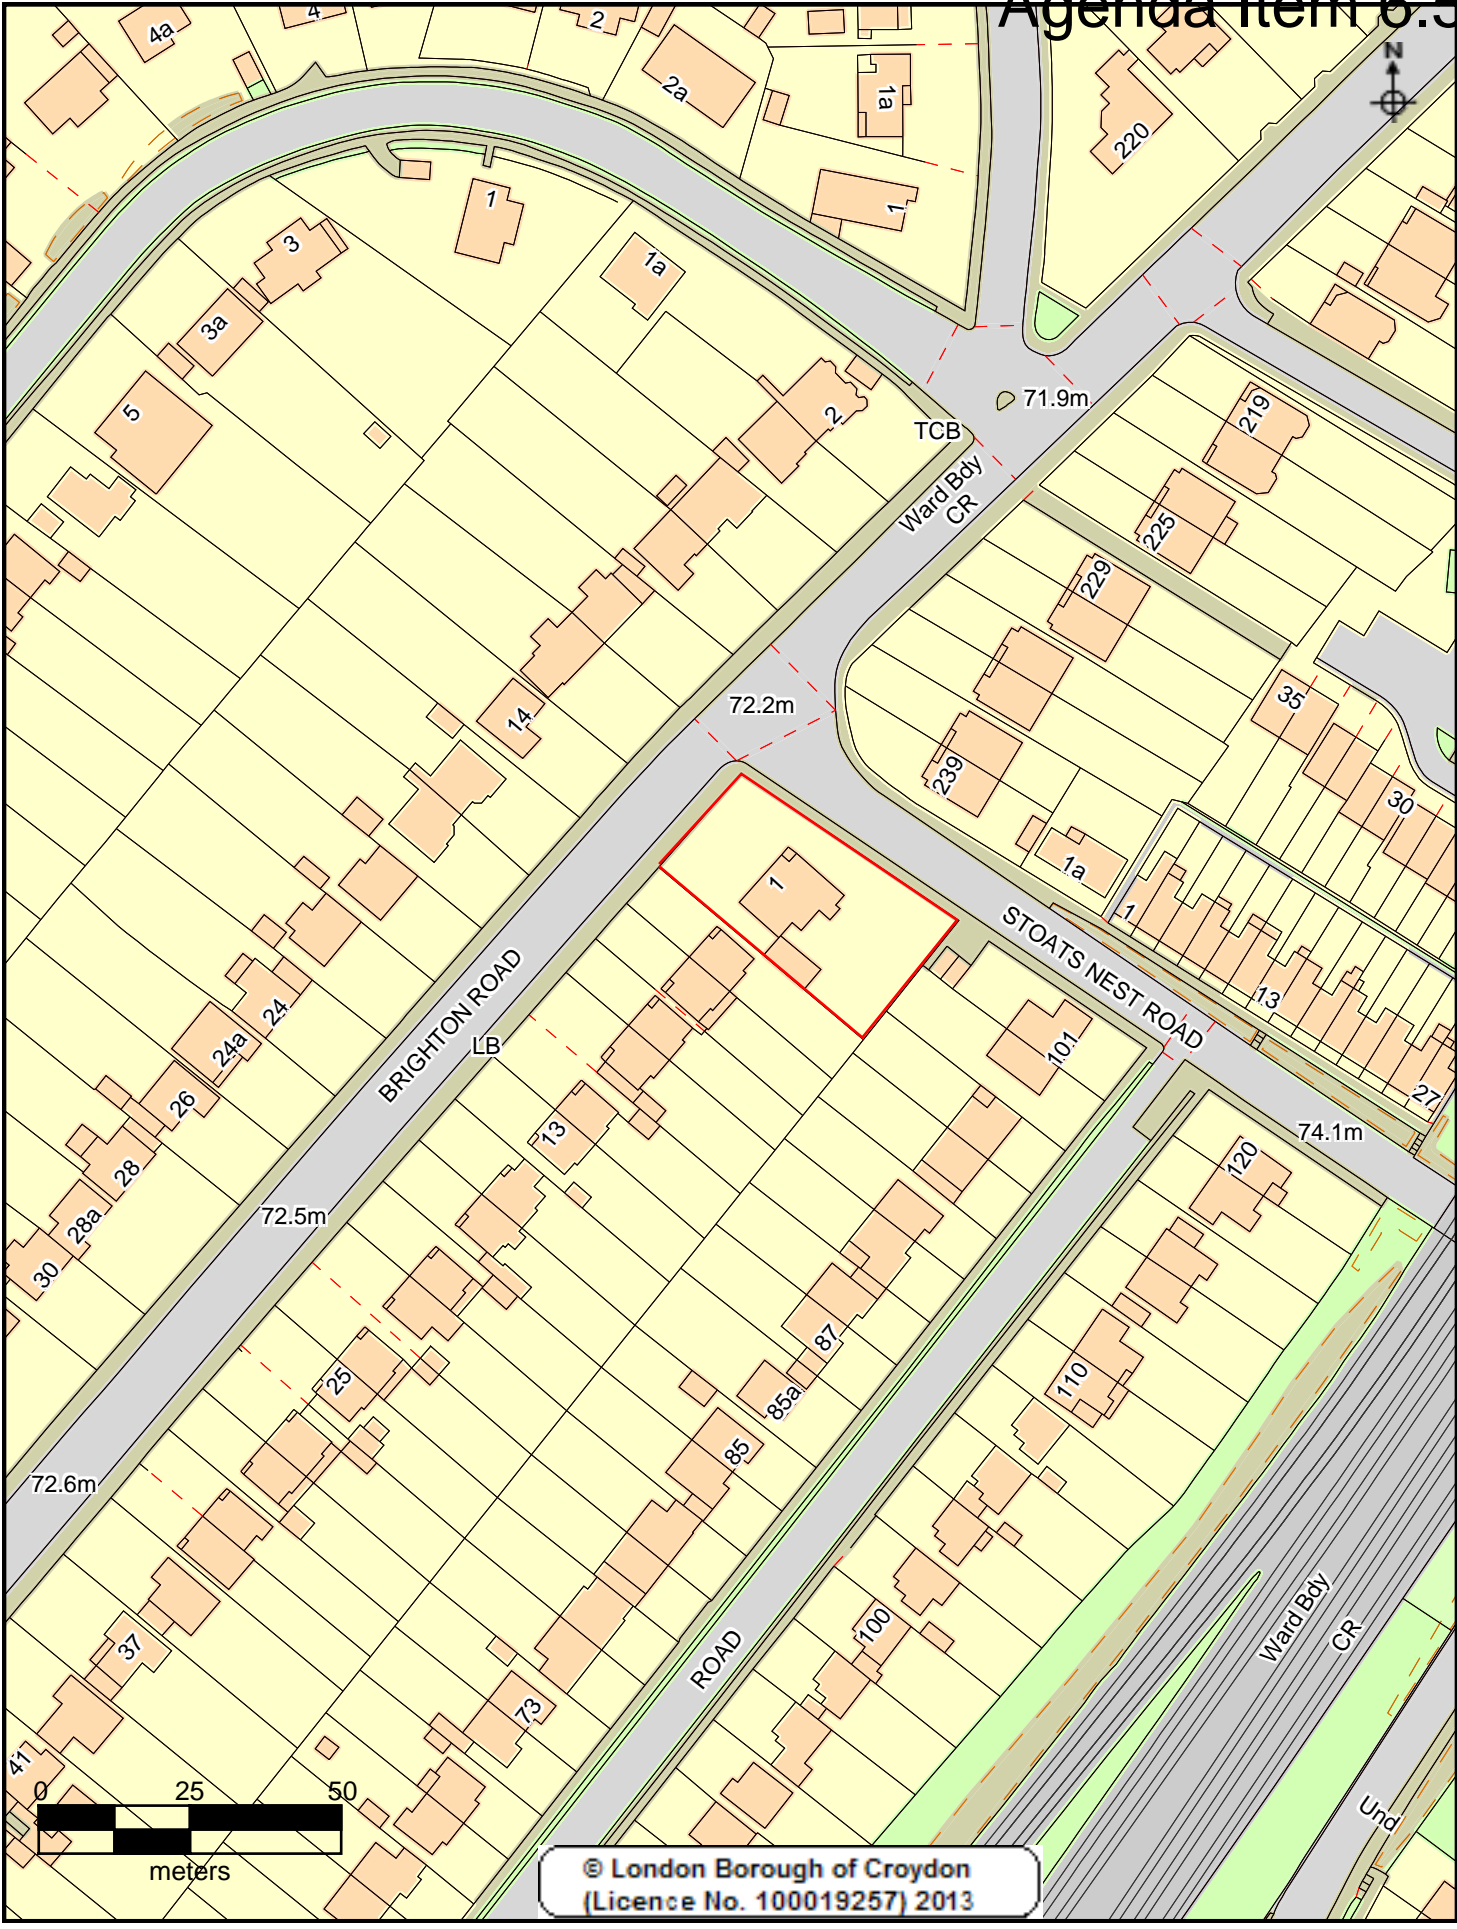 Agenda Item 6.5
N
4a
4
2
2a
1a
220
1
1
3
1a
3a
5
2
71.9m
TCB
219
Ward Bdy
CR
225
229
35
14
72.2m
239
30
1a
1
1
STOATS NEST ROAD
13
24
BRIGHTON ROAD
LB
101
24a
26
27
74.1m
13
120
28
28a
72.5m
30
87
110
25
85a
85
72.6m
Ward Bdy
CR
100
ROAD
37
73
41
0 25 50
meters
Und
© London Borough of Croydon
(Licence No. 100019257) 2013